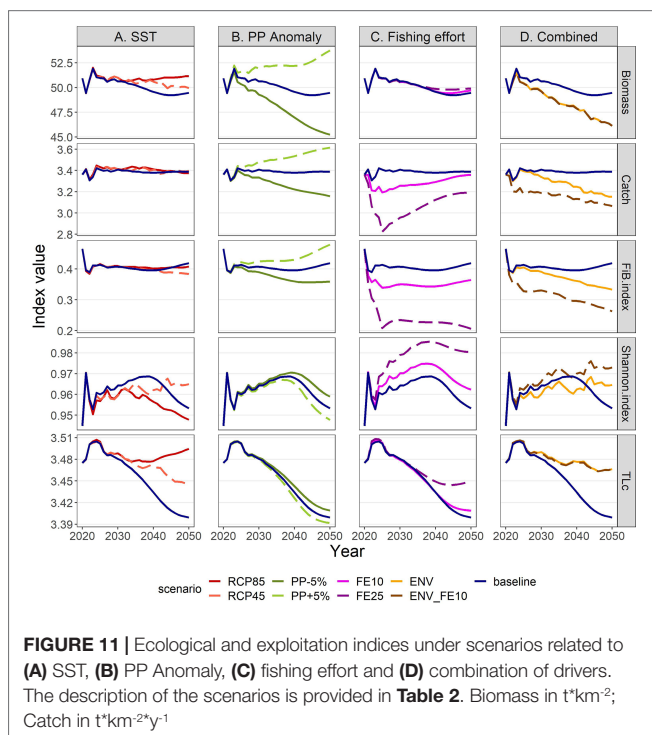 A. SST
B. PP Anomaly
C. Fishing effort
D. Combined
Index value
52.5
50.0
47.5
45.0
Biomass
3.6
3.4
3.2
3.0
2.8
Catch
0.4
0.3
0.2
FiB.index
0.98
0.97
0.96
0.95
Shannon.index
3.51
3.48
3.45
3.42
3.39
TLc
2020 2030 2040 2050 2020 2030 2040 2050 2020 2030 2040 2050 2020 2030 2040 2050
Year
scenario
RCP85
PP-5%
FE10
ENV
baseline
RCP45
PP+5%
FE25
ENV_FE10
FIGURE 11 | Ecological and exploitation indices under scenarios related to
(A) SST, (B) PP Anomaly, (C) fishing effort and (D) combination of drivers.
The description of the scenarios is provided in Table 2. Biomass in t*km-2;
Catch in t*km-2*y-1